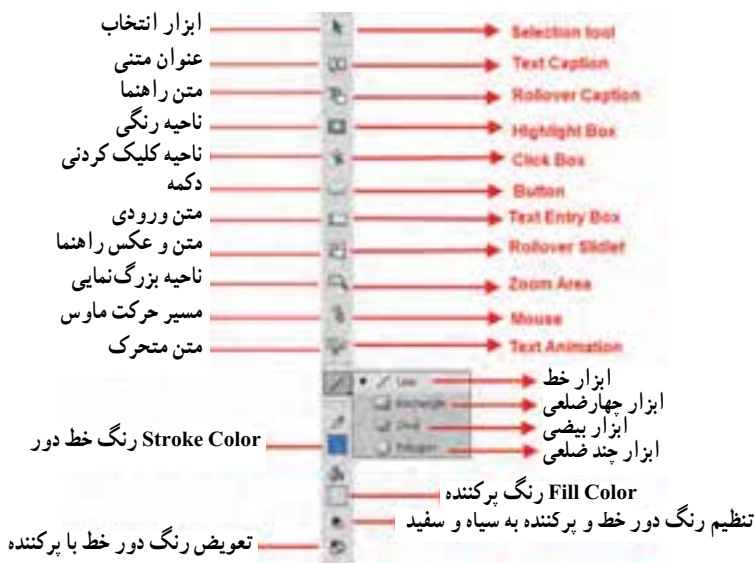 ابزار انتخاب Selection tool
عنوان متنی Text Caption
متن راهنما Rollover Caption
ناحیه رنگی Highlight Box
ناحیه کلیک کردنی Click Box
دکمه Button
متن ورودی Text Entry Box
متن و عکس راهنما Rollover Slidlet
ناحیه بزرگ‌نمایی Zoom Area
مسیر حرکت ماوس Mouse
متن متحرک Text Animation
Line ابزار خط
Rectangle ابزار چهارضلعی
Oval ابزار بیضی
Polygon ابزار چند ضلعی
Stroke Color رنگ خط دور
Fill Color رنگ پرکننده
تنظیم رنگ دور خط و پرکننده به سیاه و سفید
تعویض رنگ دور خط با پرکننده